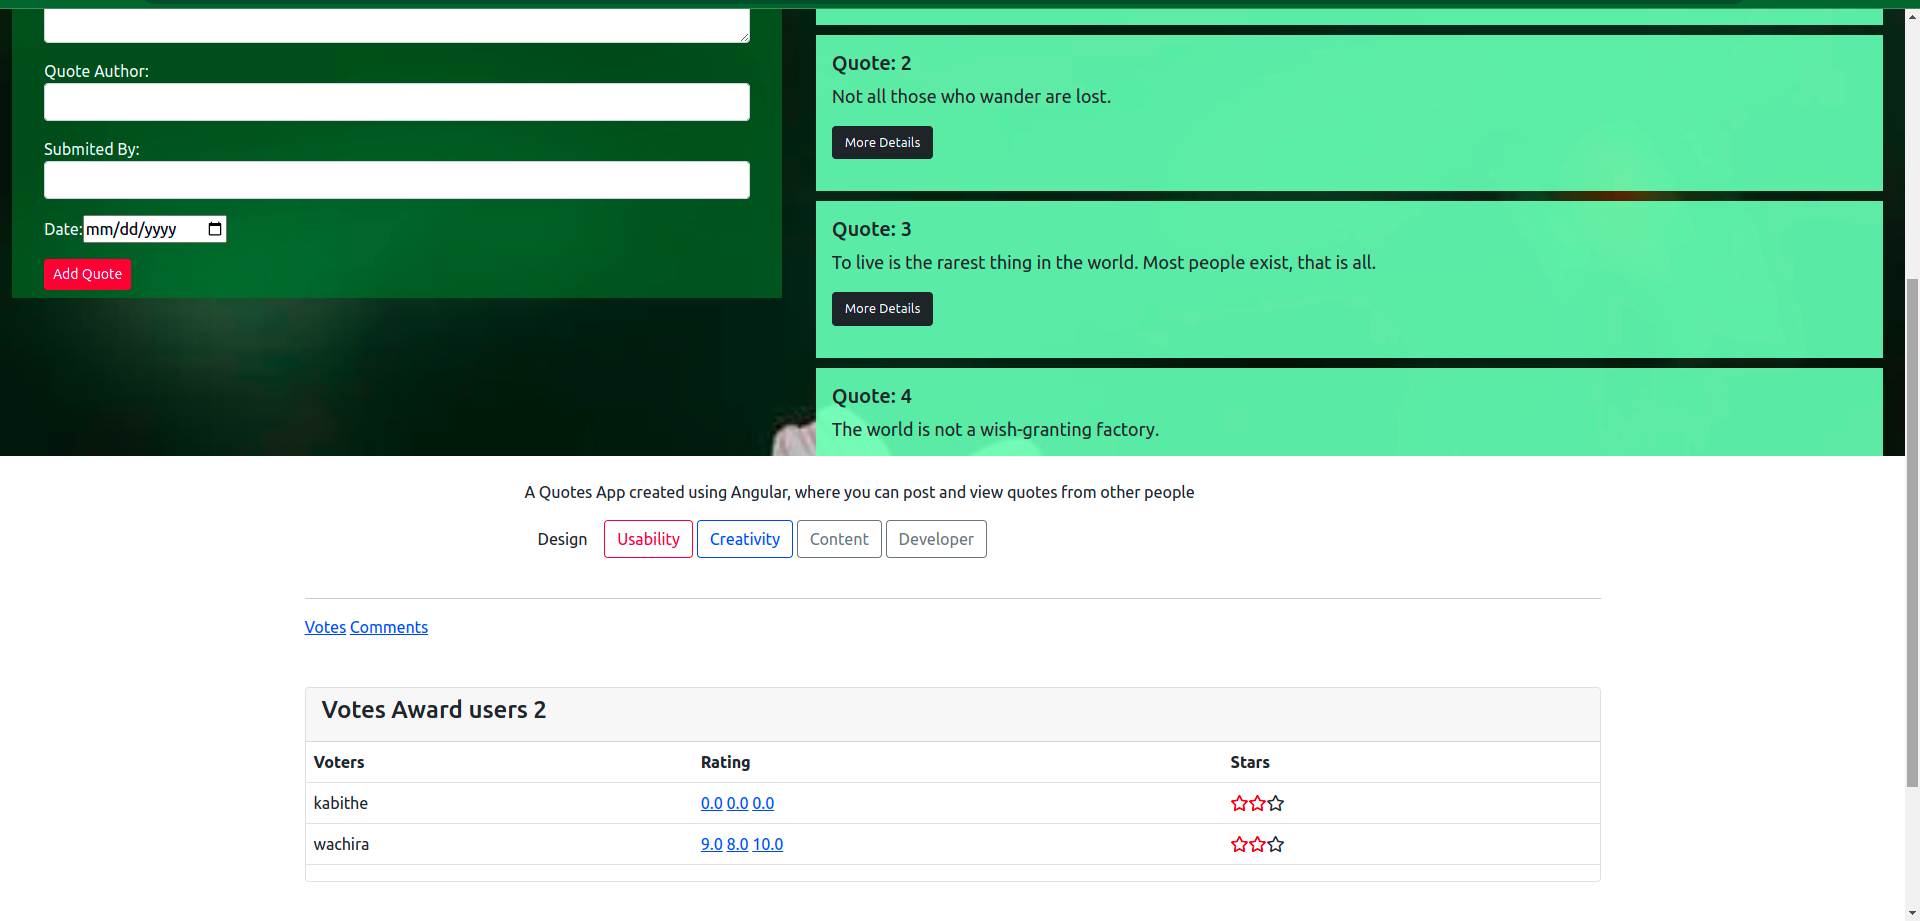 Quote Author:
Submited By:
Date: mm/dd/yyyy
Add Quote
Quote: 2
Not all those who wander are lost.
More Details
Quote: 3
To live is the rarest thing in the world. Most people exist, that is all.
More Details
Quote: 4
The world is not a wish-granting factory.
A Quotes App created using Angular, where you can post and view quotes from other people
Design Usability Creativity Content Developer
Votes Comments
Votes Award users 2
Voters Rating Stars
kabithe 0.0 0.0 0.0
wachira 9.0 8.0 10.0